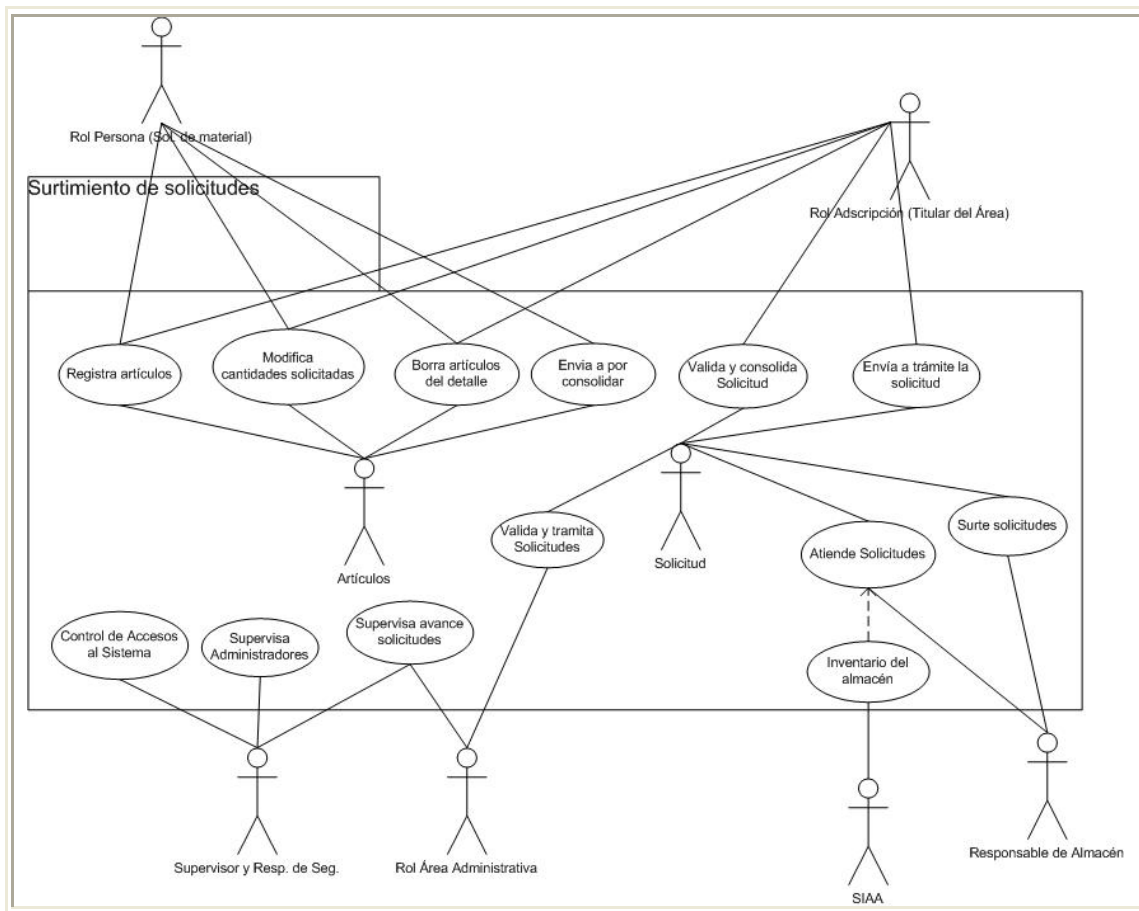 Rol Persona (Sol. de material)
Surtimiento de solicitudes
Rol Adscripción (Titular del Área)
Registra artículos
Modifica
cantidades solicitadas
Borra artículos
del detalle
Envia a por
consolidar
Valida y consolida
Solicitud
Envía a trámite la
solicitud
Artículos
Valida y tramita
Solicitudes
Solicitud
Atiende Solicitudes
Surte solicitudes
Control de Accesos
al Sistema
Supervisa
Administradores
Supervisa avance
solicitudes
Inventario del
almacén
Supervisor y Resp. de Seg.
Rol Área Administrativa
SIAA
Responsable de Almacén